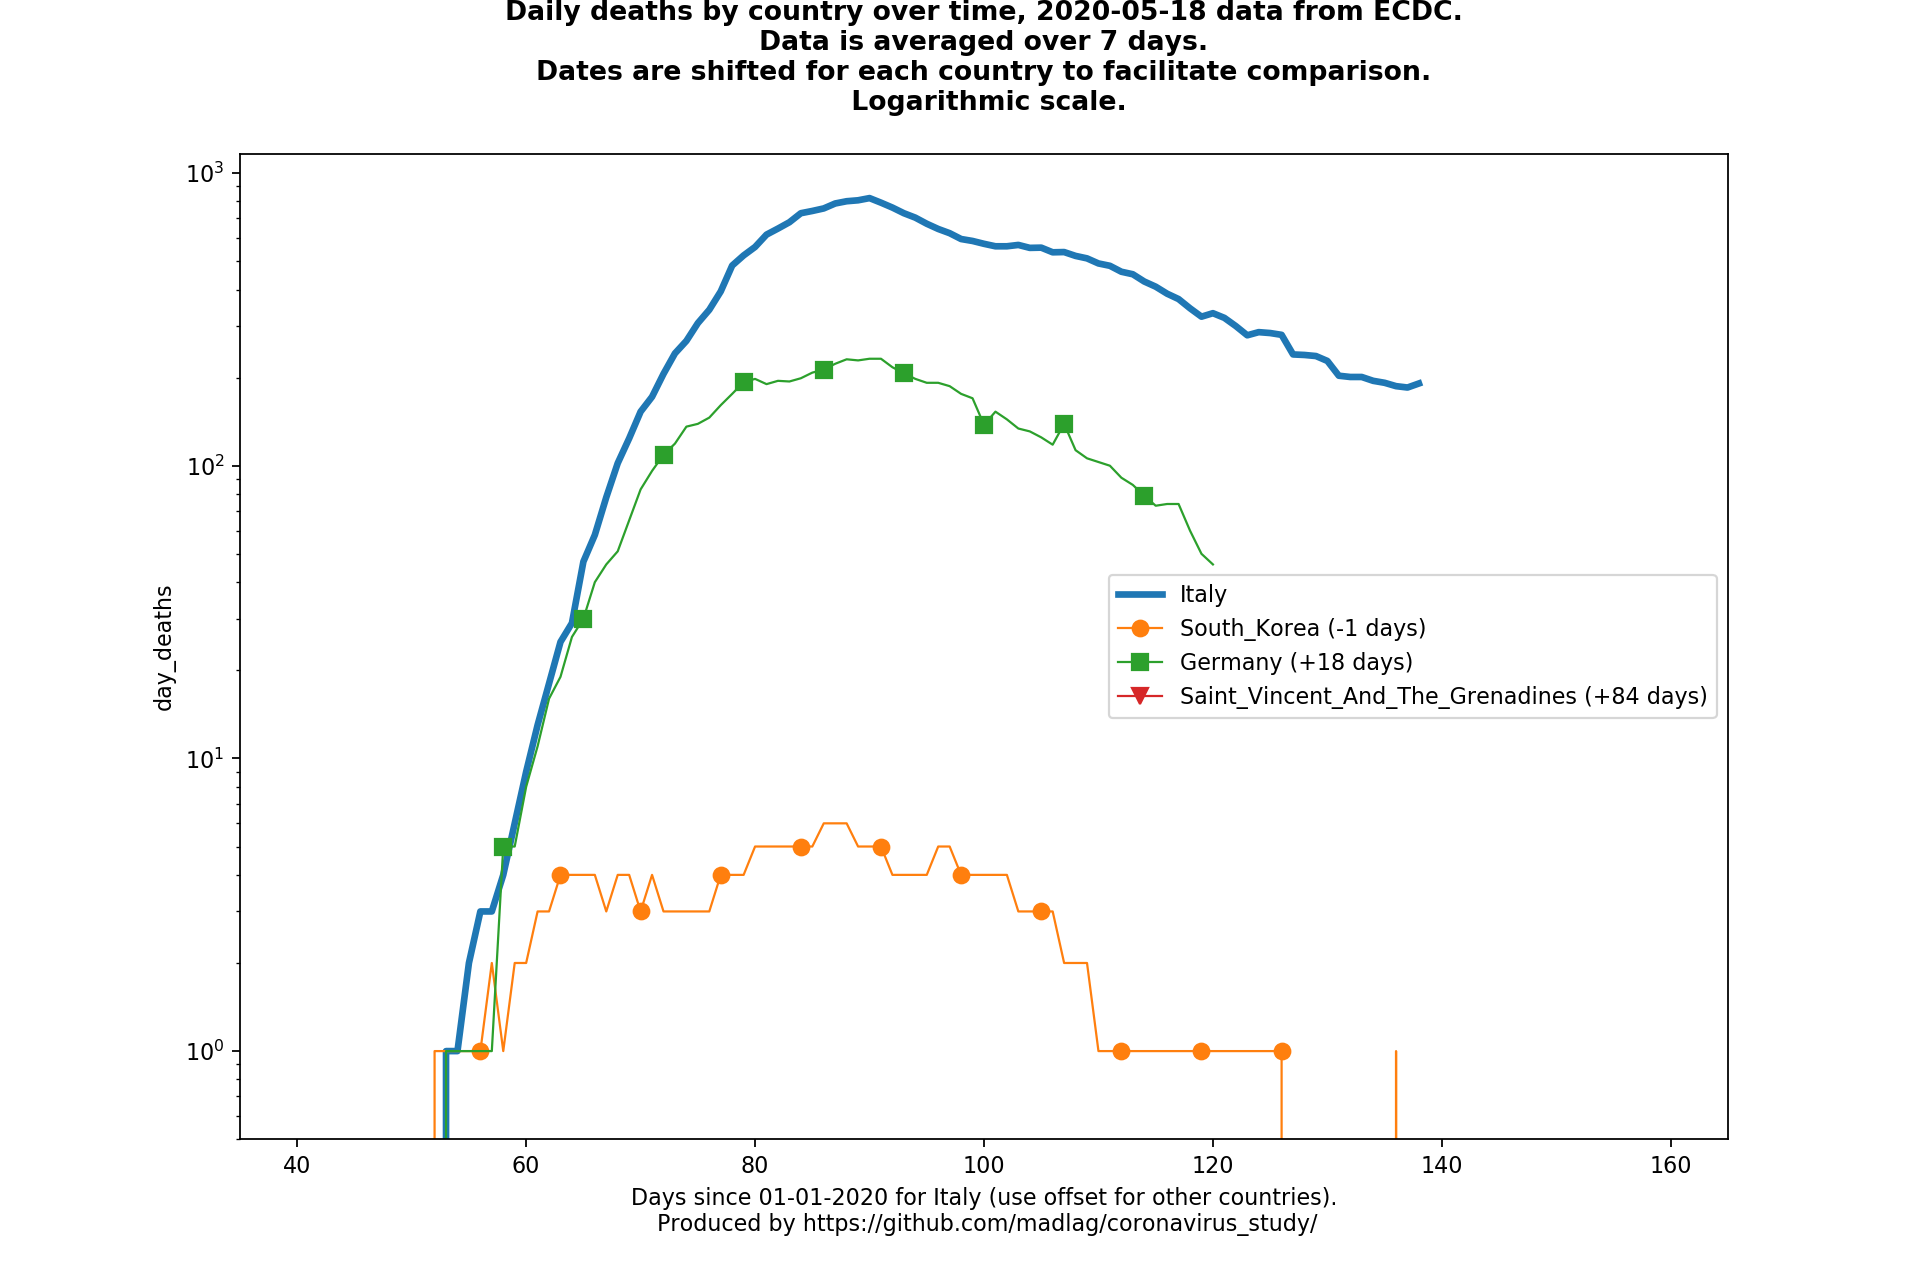 Daily deaths by country over time, 2020-05-18 data from ECDC.
Data is averaged over 7 days.
Dates are shifted for each country to facilitate comparison.
Logarithmic scale.
10³
10²
10¹
10⁰
day_deaths
Italy
South_Korea (-1 days)
Germany (+18 days)
Saint_Vincent_And_The_Grenadines (+84 days)
40 60 80 100 120 140 160
Days since 01-01-2020 for Italy (use offset for other countries).
Produced by https://github.com/madlag/coronavirus_study/